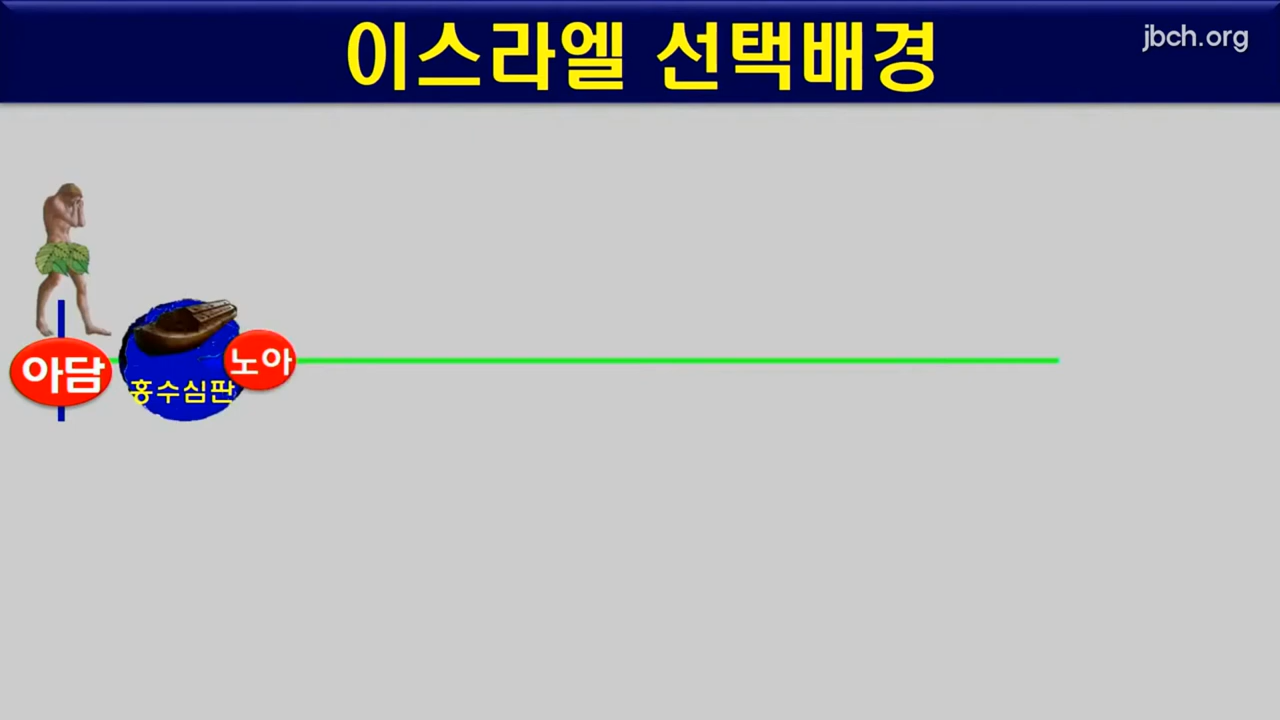 이스라엘 선택배경
jbch.org
아담
노아
홍수심판